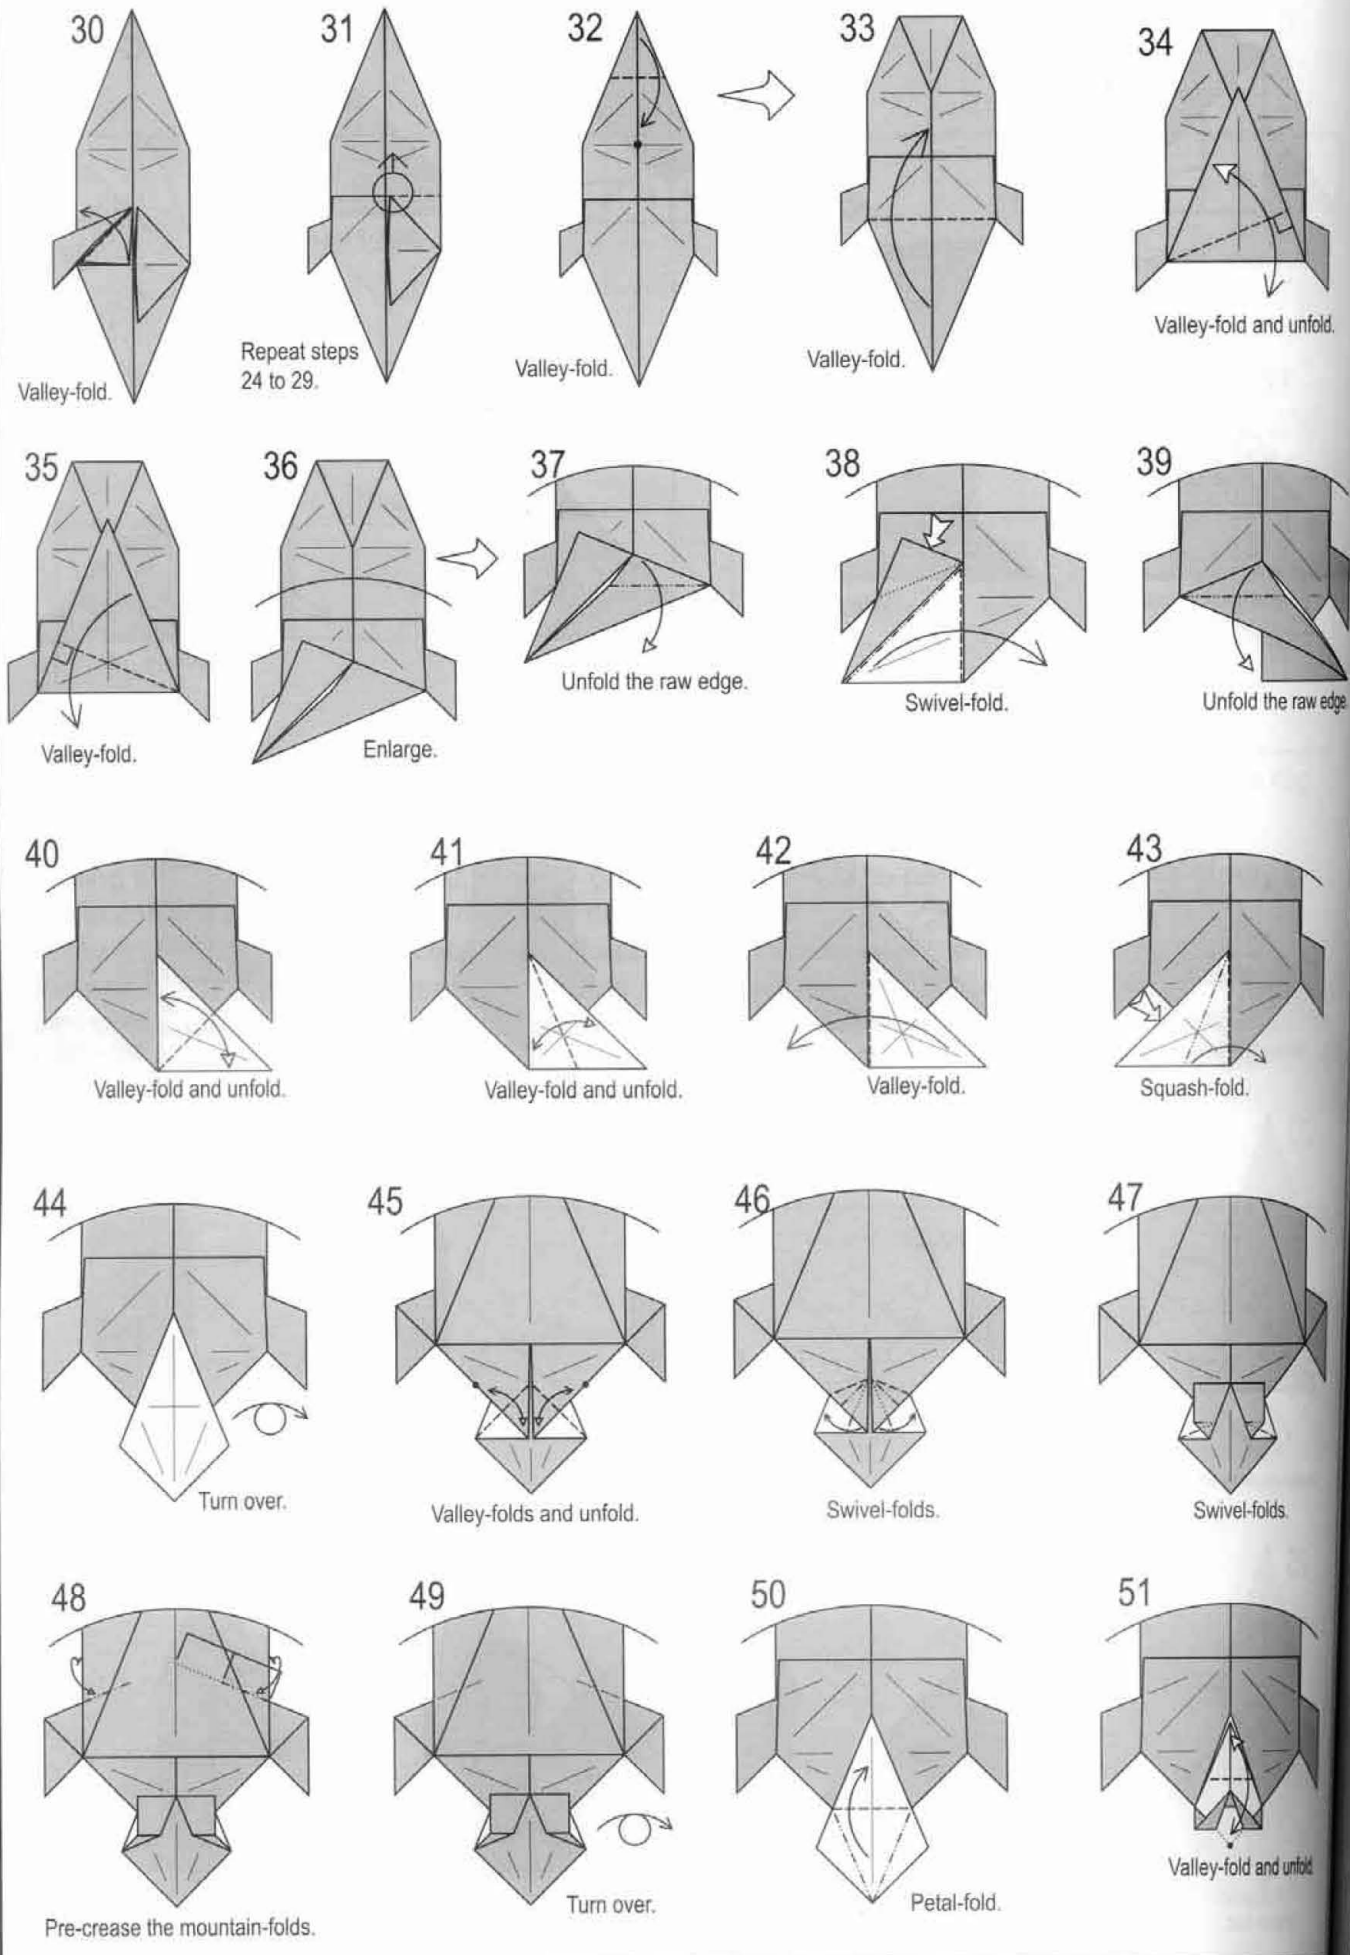 30
31
32
33
34
Valley-fold.
Repeat steps
24 to 29.
Valley-fold.
Valley-fold.
Valley-fold and unfold.
35
36
37
38
39
Valley-fold.
Enlarge.
Unfold the raw edge.
Swivel-fold.
Unfold the raw edge
40
41
42
43
Valley-fold and unfold.
Valley-fold and unfold.
Valley-fold.
Squash-fold.
44
45
46
47
Turn over.
Valley-folds and unfold.
Swivel-folds.
Swivel-folds.
48
49
50
51
Pre-crease the mountain-folds.
Turn over.
Petal-fold.
Valley-fold and unfold